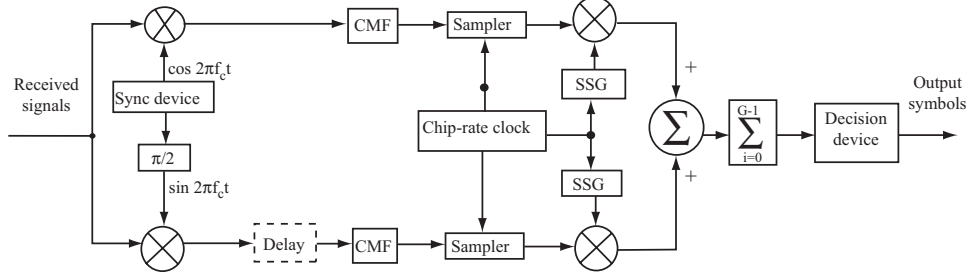 CMF
Sampler
cos 2πf_ct
Received
signals
Sync device
SSG
+
Output
symbols
Chip-rate clock
Σ
G-1
Σ
i=0
Decision
device
π/2
SSG
+
sin 2πf_ct
Delay
CMF
Sampler